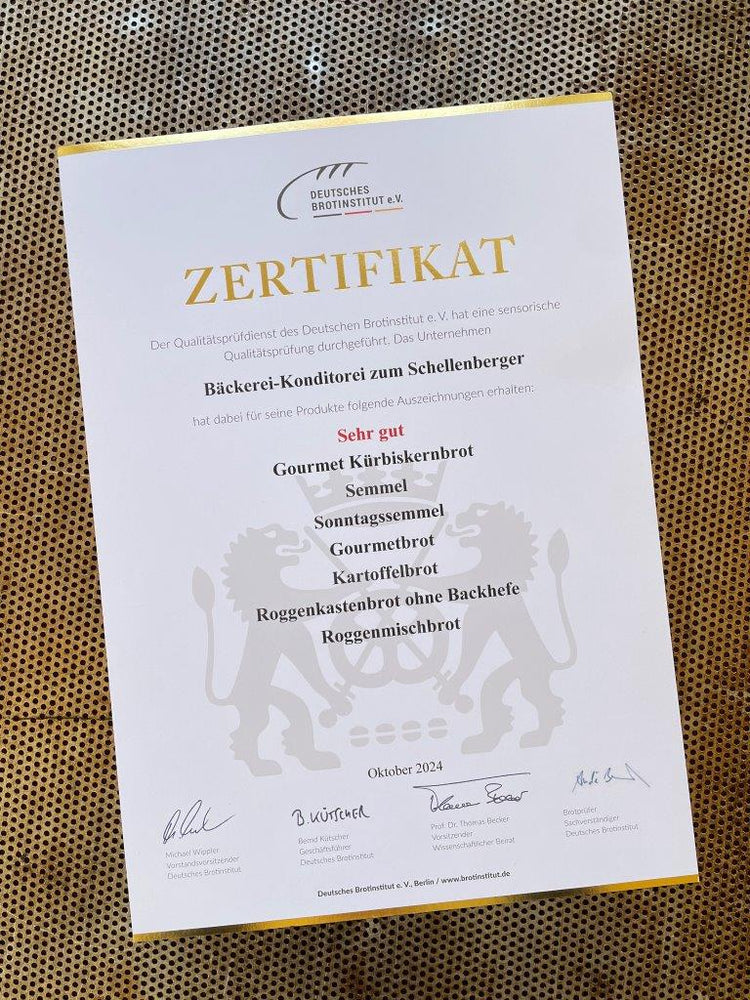 DEUTSCHES
BROTINSTITUT e.V.
ZERTIFIKAT
Der Qualitätsprüfdienst des Deutschen Brotinstitut e. V. hat eine sensorische
Qualitätsprüfung durchgeführt. Das Unternehmen
Bäckerei-Konditorei zum Schellenberger
hat dabei für seine Produkte folgende Auszeichnungen erhalten:
Sehr gut
Gourmet Kürbiskernbrot
Semmel
Sonntagssemmel
Gourmetbrot
Kartoffelbrot
Roggenkastenbrot ohne Backhefe
Roggenmischbrot
Oktober 2024
B. KÜTSCHER
Michael Wippler
Vorstandsvorsitzender
Deutsches Brotinstitut
Bernd Kütscher
Geschäftsführer
Deutsches Brotinstitut
Prof. Dr. Thomas Becker
Vorsitzender
Wissenschaftlicher Beirat
Brotprüfer
Sachverständiger
Deutsches Brotinstitut
Deutsches Brotinstitut e. V., Berlin / www.brotinstitut.de